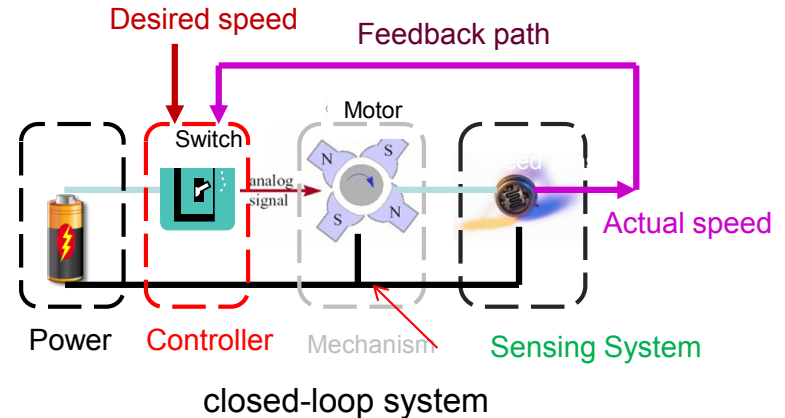 Desired speed
Feedback path
Motor
Switch
N
S
S
N
analog
signal
Actual speed
Power
Controller
Mechanism
Sensing System
closed-loop system